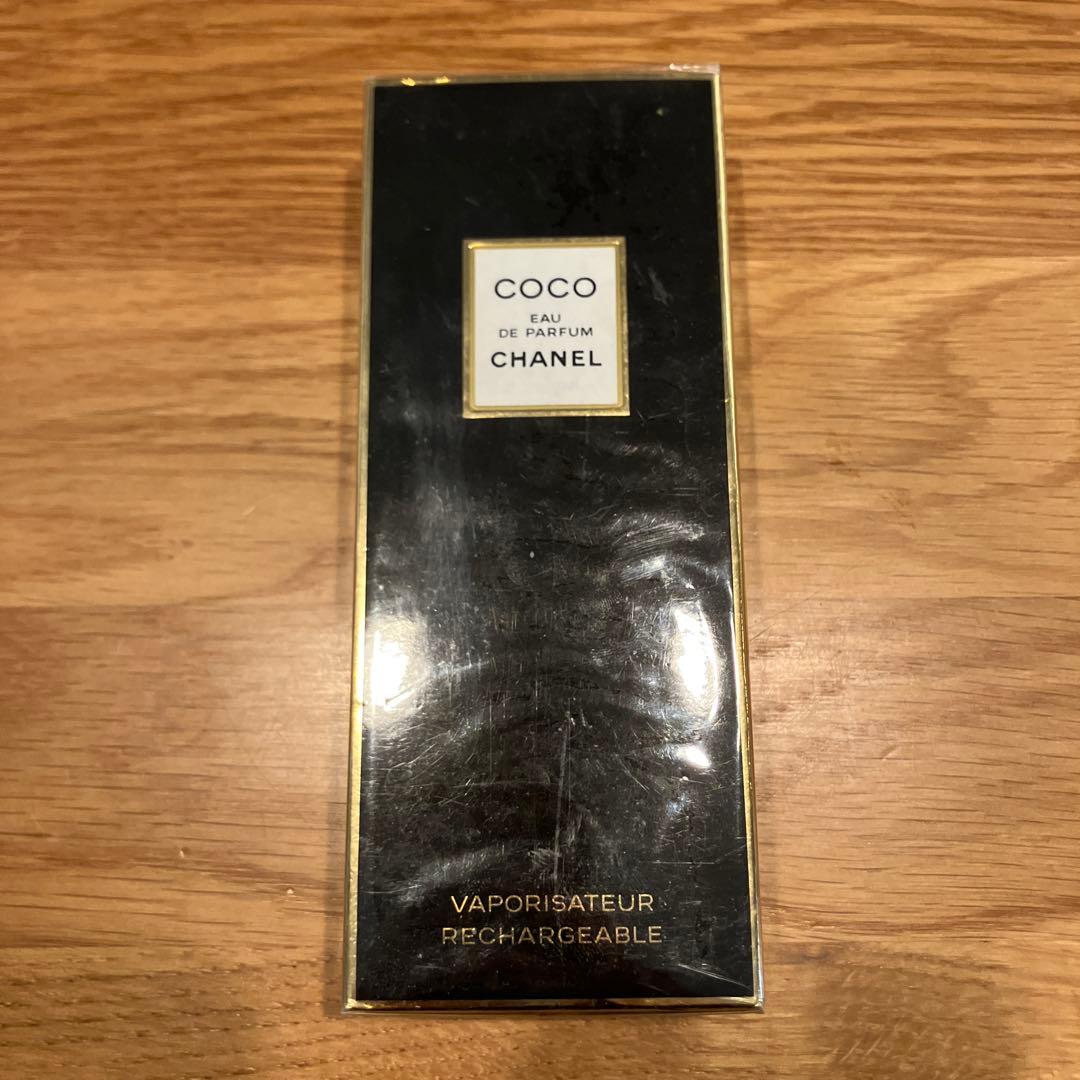 COCO
EAU
DE PARFUM
CHANEL
VAPORISATEUR
RECHARGEABLE